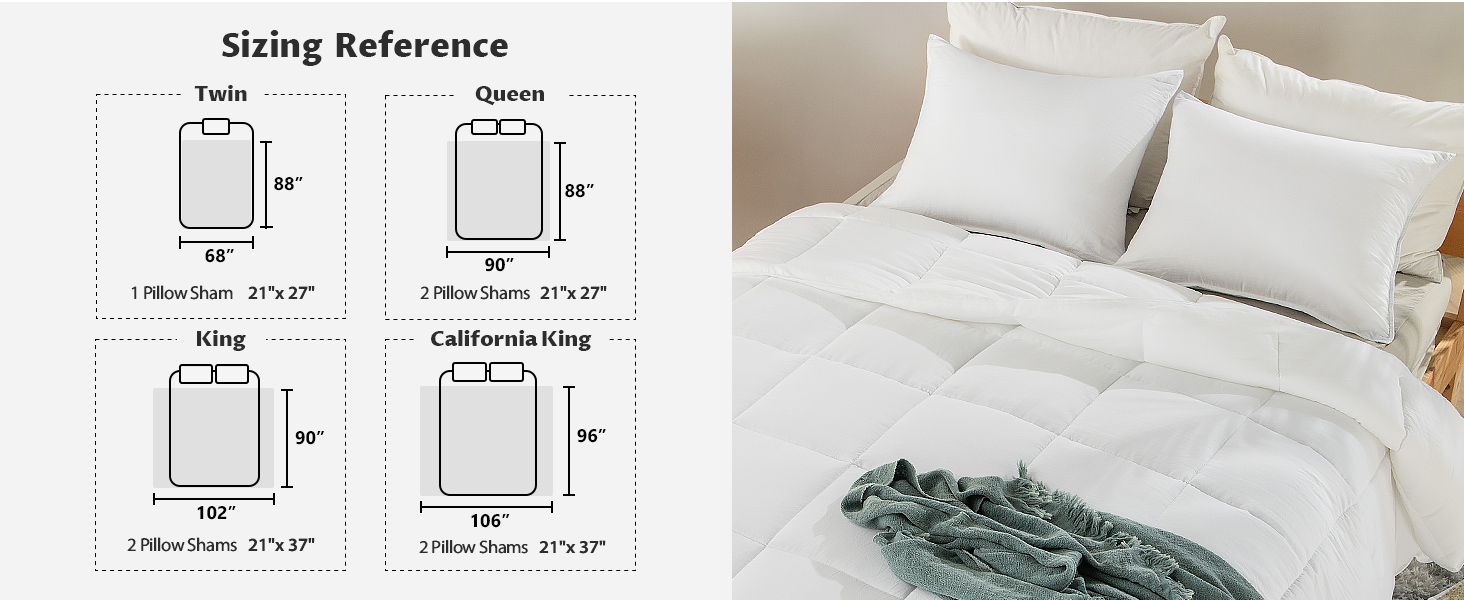 Sizing Reference
Twin
88”
68”
1 Pillow Sham 21"x 27"
Queen
88”
90”
2 Pillow Shams 21"x 27"
King
90”
102”
2 Pillow Shams 21"x 37"
California King
96”
106”
2 Pillow Shams 21"x 37"